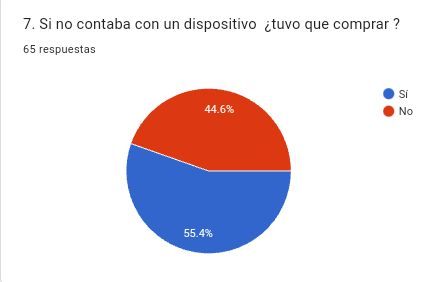 7. Si no contaba con un dispositivo ¿tuvo que comprar ?
65 respuestas
Sí
No
44.6%
55.4%